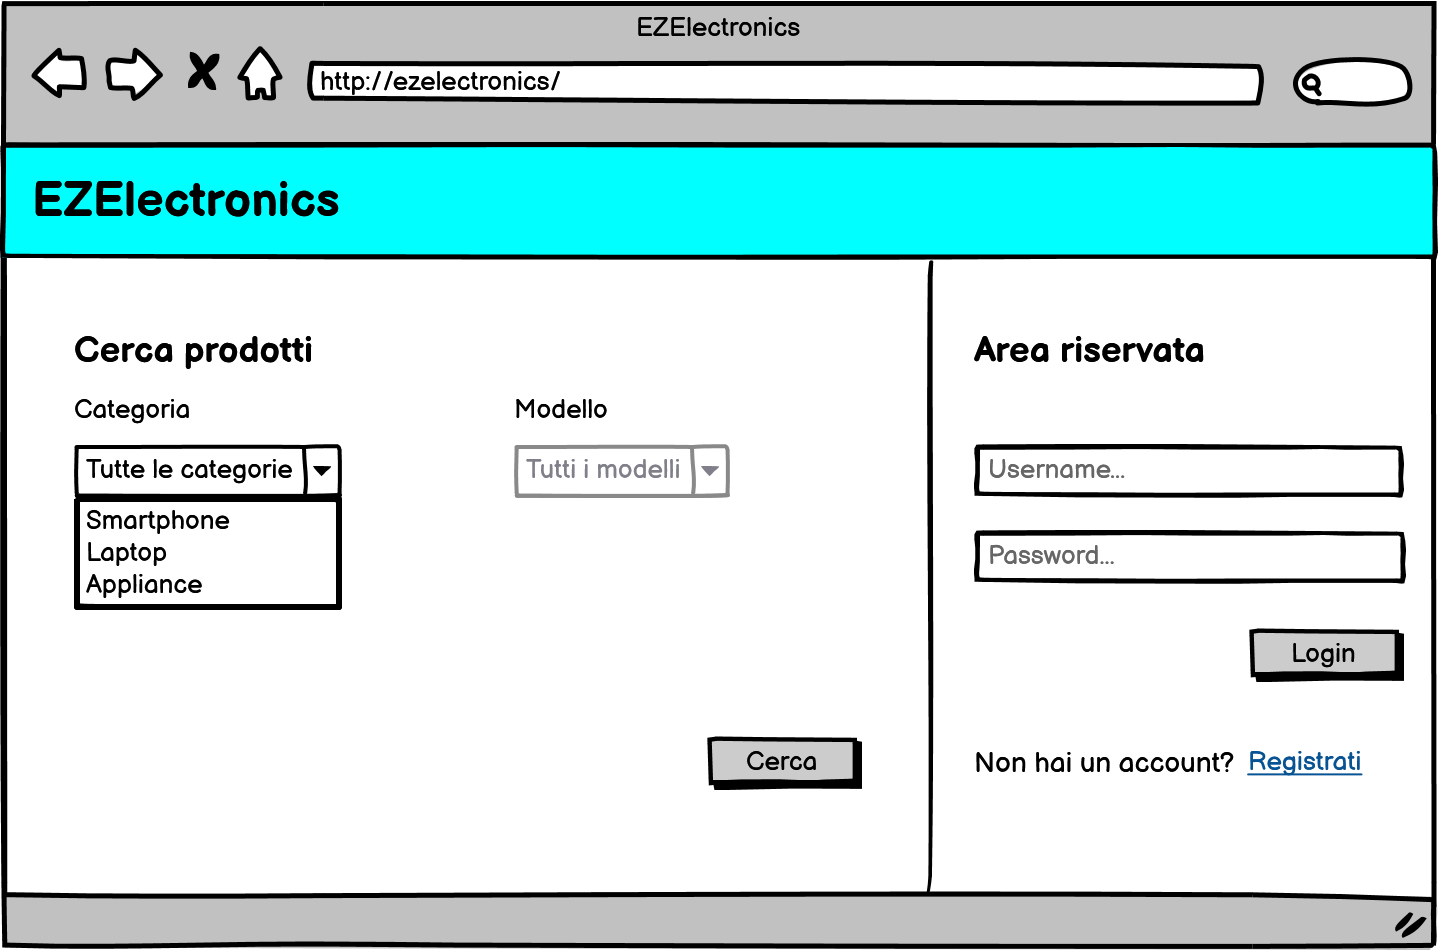 EZElectronics
http://ezelectronics/
EZElectronics
Cerca prodotti
Categoria
Modello
Tutte le categorie
Tutti i modelli
Smartphone
Laptop
Appliance
Cerca
Area riservata
Username...
Password...
Login
Non hai un account? Registrati